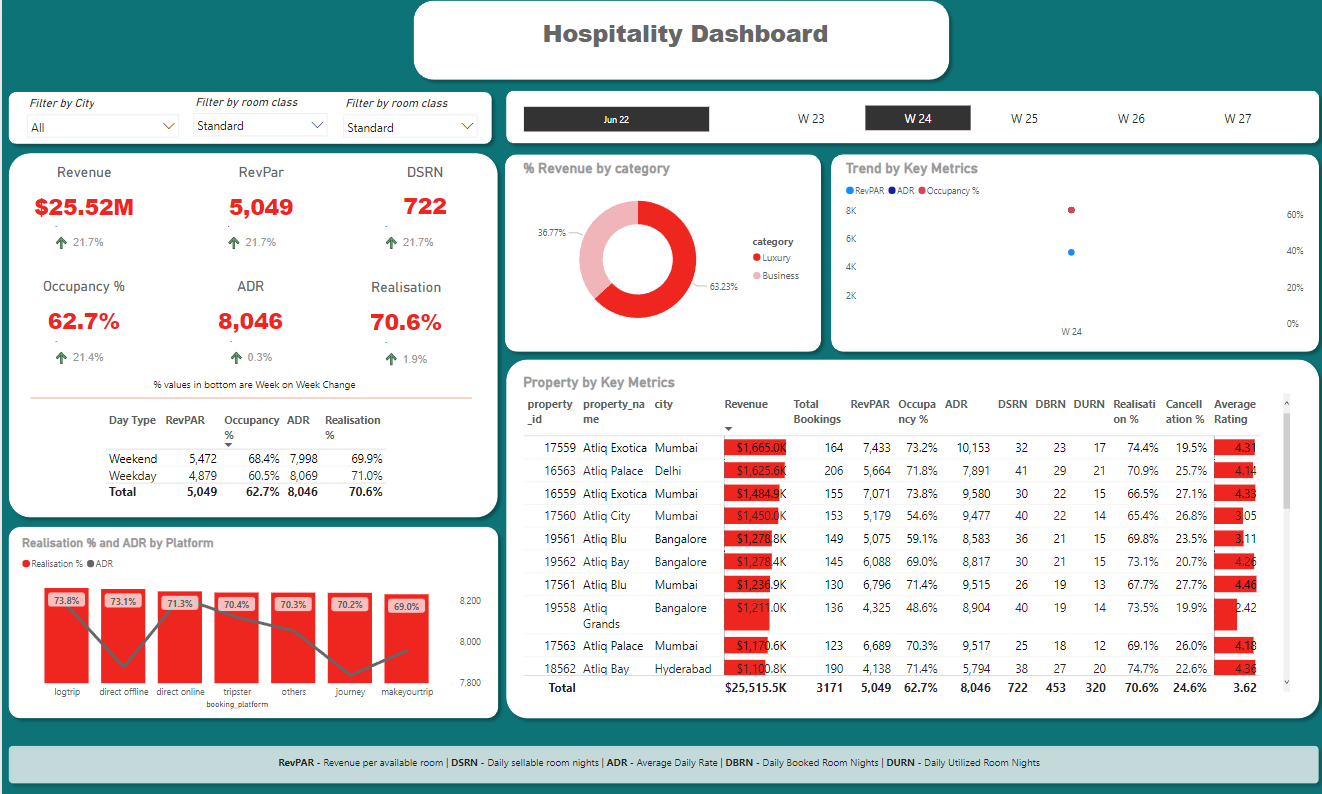 Hospitality Dashboard
Filter by City
All
Filter by room class
Standard
Filter by room class
Standard
Jun 22
W 23
W 24
W 25
W 26
W 27
Revenue
$25.52M
21.7%
RevPar
5,049
21.7%
DSRN
722
21.7%
Occupancy %
62.7%
21.4%
ADR
8,046
0.3%
Realisation
70.6%
1.9%
% values in bottom are Week on Week Change
Day Type RevPAR Occupancy % ADR Realisation %
Weekend 5,472 68.4% 7,998 69.9%
Weekday 4,879 60.5% 8,069 71.0%
Total 5,049 62.7% 8,046 70.6%
% Revenue by category
36.77%
63.23%
category
Luxury
Business
Trend by Key Metrics
RevPAR ADR Occupancy %
8K
6K
4K
2K
60%
40%
20%
0%
W 24
Realisation % and ADR by Platform
Realisation % ADR
73.8% 73.1% 71.3% 70.4% 70.3% 70.2% 69.0%
8,200
8,000
7,800
logtrip direct offline direct online tripster others journey makeyourtrip
booking_platform
Property by Key Metrics
property_id property_name city Revenue Total Bookings RevPAR Occupancy % ADR DSRN DBRN DURN Realisation % Cancellation % Average Rating
17559 Atliq Exotica Mumbai $1,665.0K 164 7,433 73.2% 10,153 32 23 17 74.4% 19.5% 4.31
16563 Atliq Palace Delhi $1,625.6K 206 5,664 71.8% 7,891 41 29 21 70.9% 25.7% 4.14
16559 Atliq Exotica Mumbai $1,484.9K 155 7,071 73.8% 9,580 30 22 15 66.5% 27.1% 4.33
17560 Atliq City Mumbai $1,450.0K 153 5,179 54.6% 9,477 40 22 14 65.4% 26.8% 3.05
19561 Atliq Blu Bangalore $1,278.8K 149 5,075 59.1% 8,583 36 21 15 69.8% 23.5% 3.11
19562 Atliq Bay Bangalore $1,278.4K 145 6,088 69.0% 8,817 30 21 15 73.1% 20.7% 4.26
17561 Atliq Blu Mumbai $1,236.9K 130 6,796 71.4% 9,515 26 19 13 67.7% 27.7% 4.46
19558 Atliq Grands Bangalore $1,211.0K 136 4,325 48.6% 8,904 40 19 14 73.5% 19.9% 2.42
17563 Atliq Palace Mumbai $1,170.6K 123 6,689 70.3% 9,517 25 18 12 69.1% 26.0% 4.18
18562 Atliq Bay Hyderabad $1,100.8K 190 4,138 71.4% 5,794 38 27 20 74.7% 22.6% 4.36
Total $25,515.5K 3171 5,049 62.7% 8,046 722 453 320 70.6% 24.6% 3.62
RevPAR - Revenue per available room | DSRN - Daily sellable room nights | ADR - Average Daily Rate | DBRN - Daily Booked Room Nights | DURN - Daily Utilized Room Nights